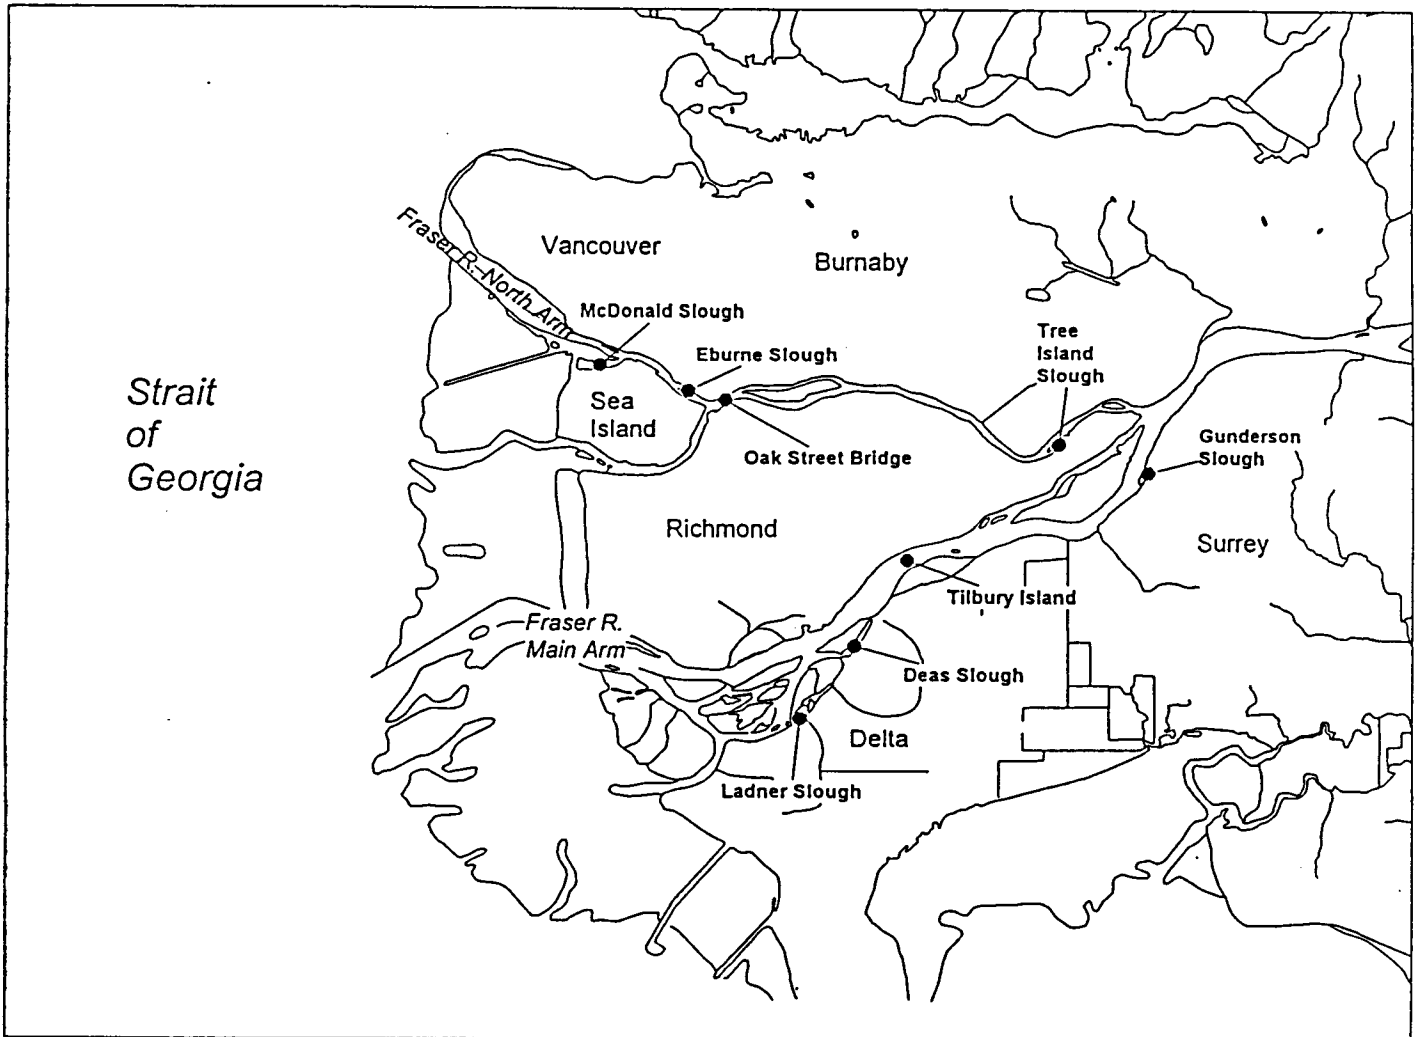 Vancouver
Burnaby
Fraser R. North Arm
McDonald Slough
Eburne Slough
Tree
Island
Slough
Strait
of
Georgia
Sea
Island
Oak Street Bridge
Gunderson
Slough
Richmond
Surrey
Tilbury Island
Fraser R.
Main Arm
Deas Slough
Delta
Ladner Slough